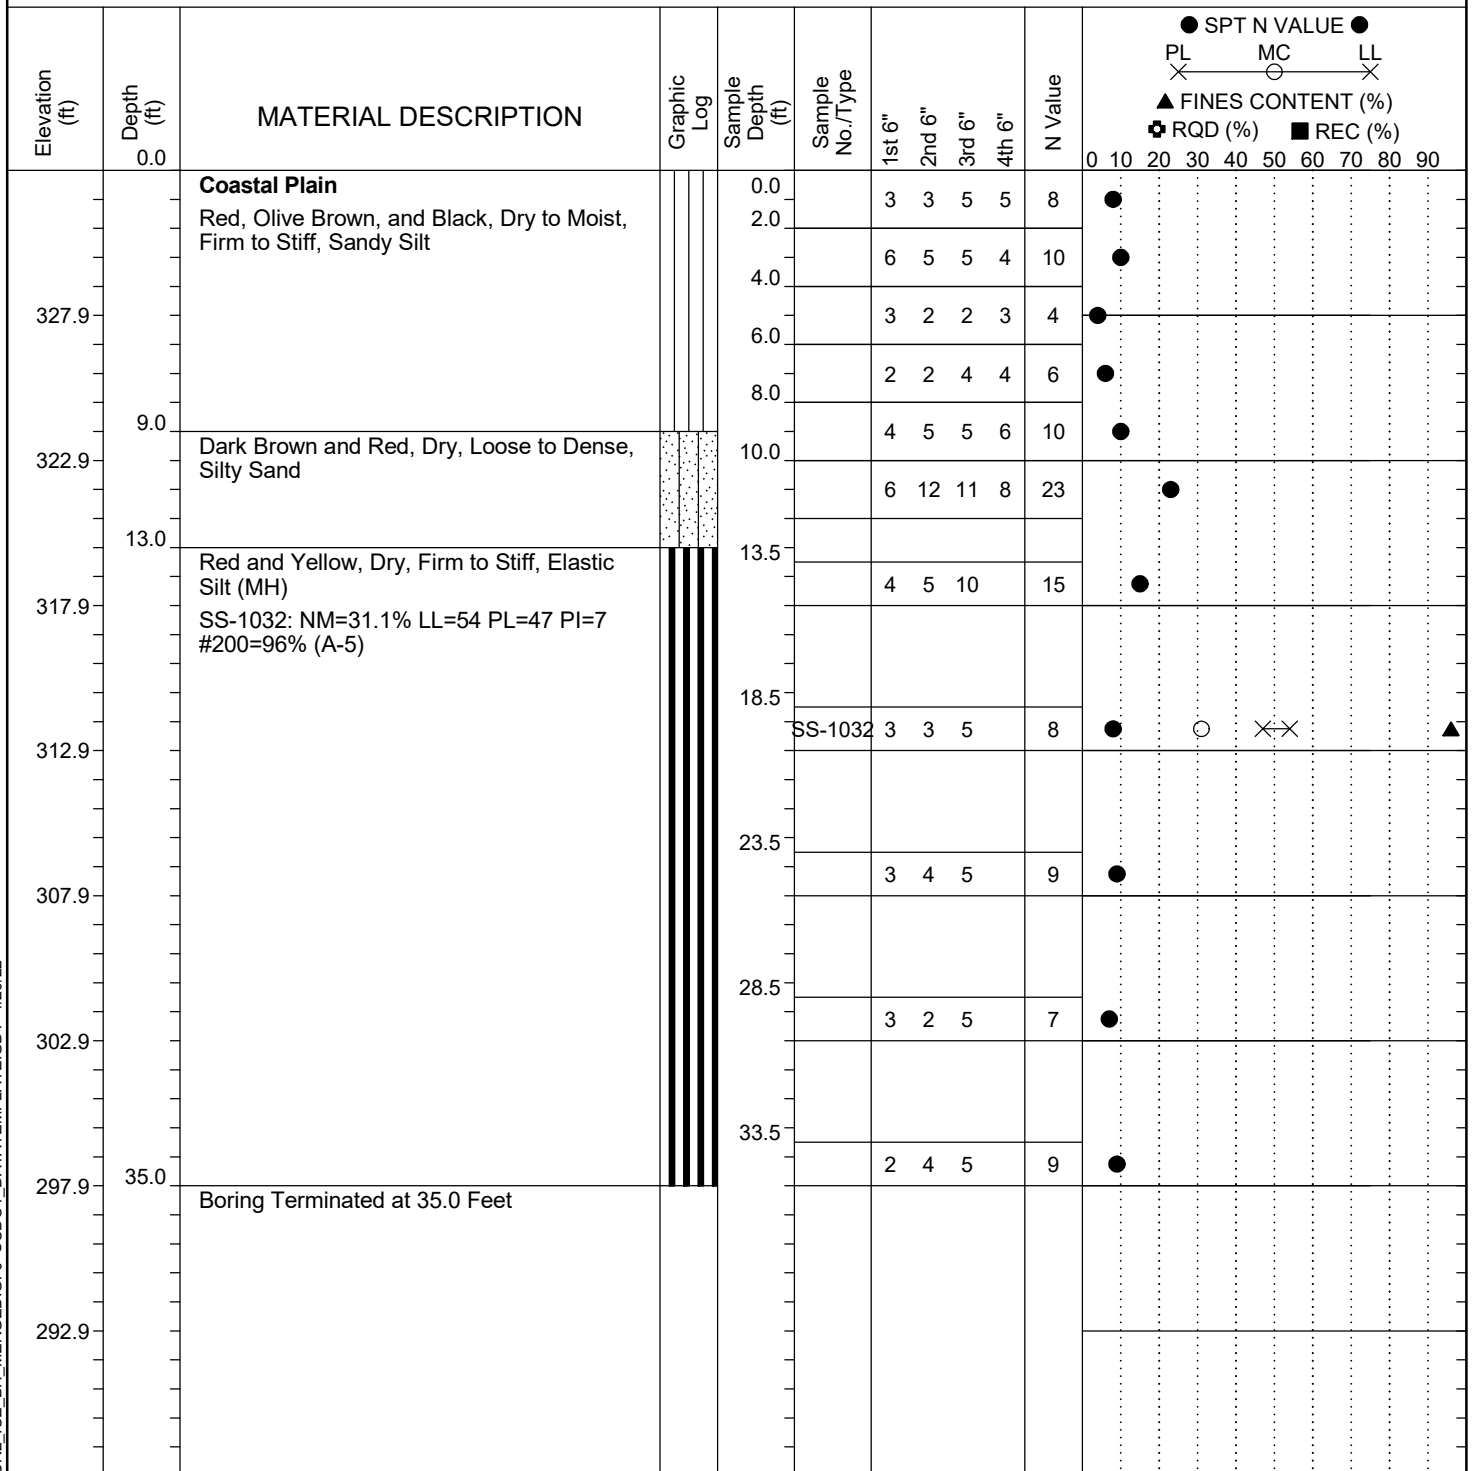 ● SPT N VALUE ●
PL MC LL
▲ FINES CONTENT (%)
RQD (%) ■ REC (%)
0 10 20 30 40 50 60 70 80 90
Elevation (ft)
Depth (ft)
0.0
MATERIAL DESCRIPTION
Graphic Log
Sample Depth (ft)
Sample No./Type
1st 6"
2nd 6"
3rd 6"
4th 6"
N Value
Coastal Plain
Red, Olive Brown, and Black, Dry to Moist,
Firm to Stiff, Sandy Silt
0.0
3 3 5 5 8
2.0
6 5 5 4 10
4.0
327.9
3 2 2 3 4
6.0
2 2 4 4 6
8.0
9.0
Dark Brown and Red, Dry, Loose to Dense,
Silty Sand
4 5 5 6 10
322.9
10.0
6 12 11 8 23
13.0
Red and Yellow, Dry, Firm to Stiff, Elastic
Silt (MH)
13.5
4 5 10 15
317.9
SS-1032: NM=31.1% LL=54 PL=47 PI=7
#200=96% (A-5)
18.5
SS-1032 3 3 5 8
312.9
23.5
3 4 5 9
307.9
28.5
3 2 5 7
302.9
33.5
2 4 5 9
35.0
297.9
Boring Terminated at 35.0 Feet
292.9